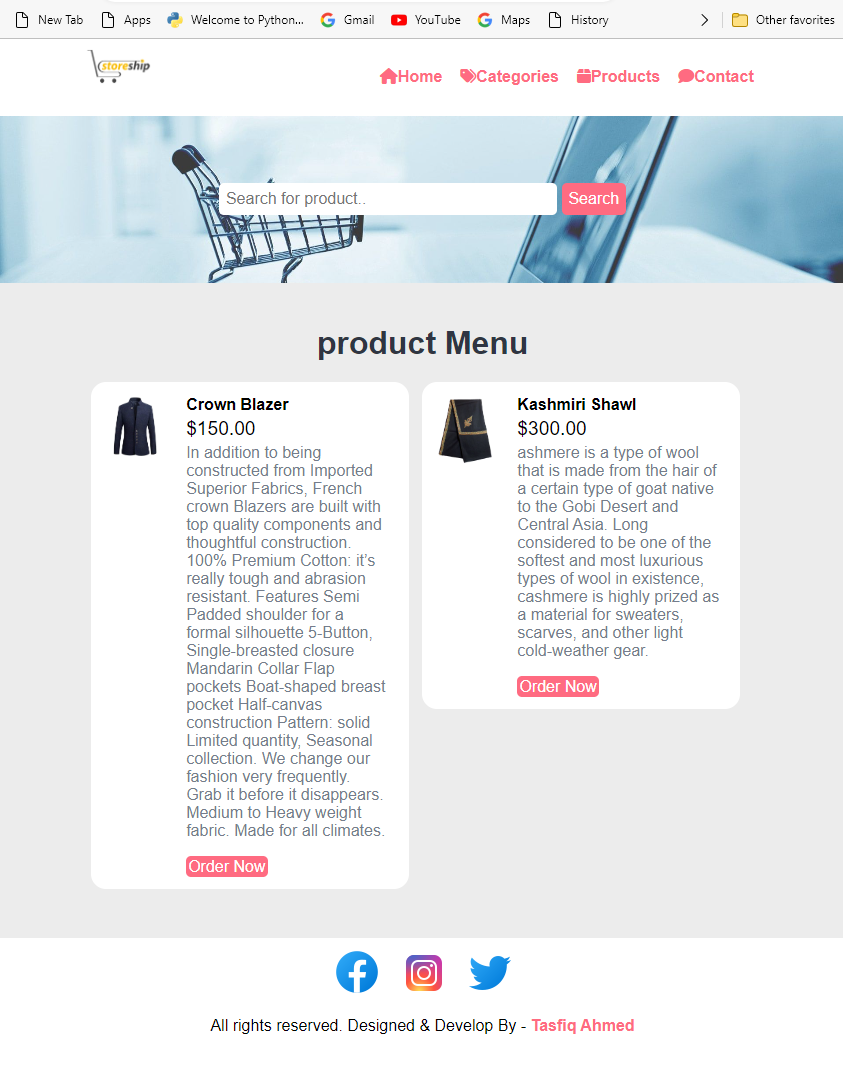 New Tab Apps Welcome to Python... Gmail YouTube Maps History Other favorites
storeship
Home Categories Products Contact
Search for product.. Search
product Menu
Crown Blazer
$150.00
In addition to being
constructed from Imported
Superior Fabrics, French
crown Blazers are built with
top quality components and
thoughtful construction.
100% Premium Cotton: it’s
really tough and abrasion
resistant. Features Semi
Padded shoulder for a
formal silhouette 5-Button,
Single-breasted closure
Mandarin Collar Flap
pockets Boat-shaped breast
pocket Half-canvas
construction Pattern: solid
Limited quantity, Seasonal
collection. We change our
fashion very frequently.
Grab it before it disappears.
Medium to Heavy weight
fabric. Made for all climates.
Order Now
Kashmiri Shawl
$300.00
ashmere is a type of wool
that is made from the hair of
a certain type of goat native
to the Gobi Desert and
Central Asia. Long
considered to be one of the
softest and most luxurious
types of wool in existence,
cashmere is highly prized as
a material for sweaters,
scarves, and other light
cold-weather gear.
Order Now
All rights reserved. Designed & Develop By - Tasfiq Ahmed